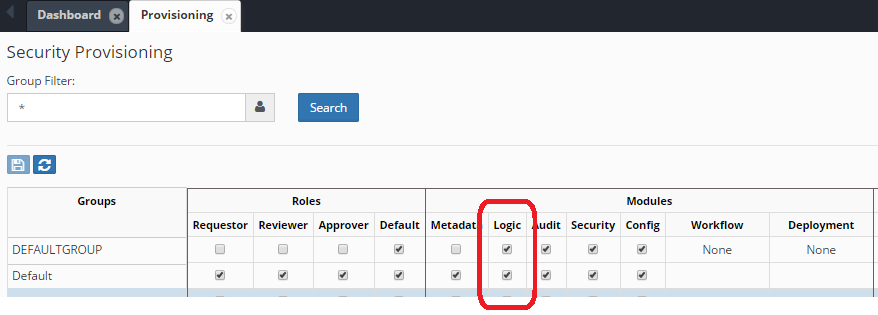 Dashboard Provisioning
Security Provisioning
Group Filter:
* Search
Groups Roles Modules
Requestor Reviewer Approver Default Metadata Logic Audit Security Config Workflow Deployment
DEFAULTGROUP None None
Default